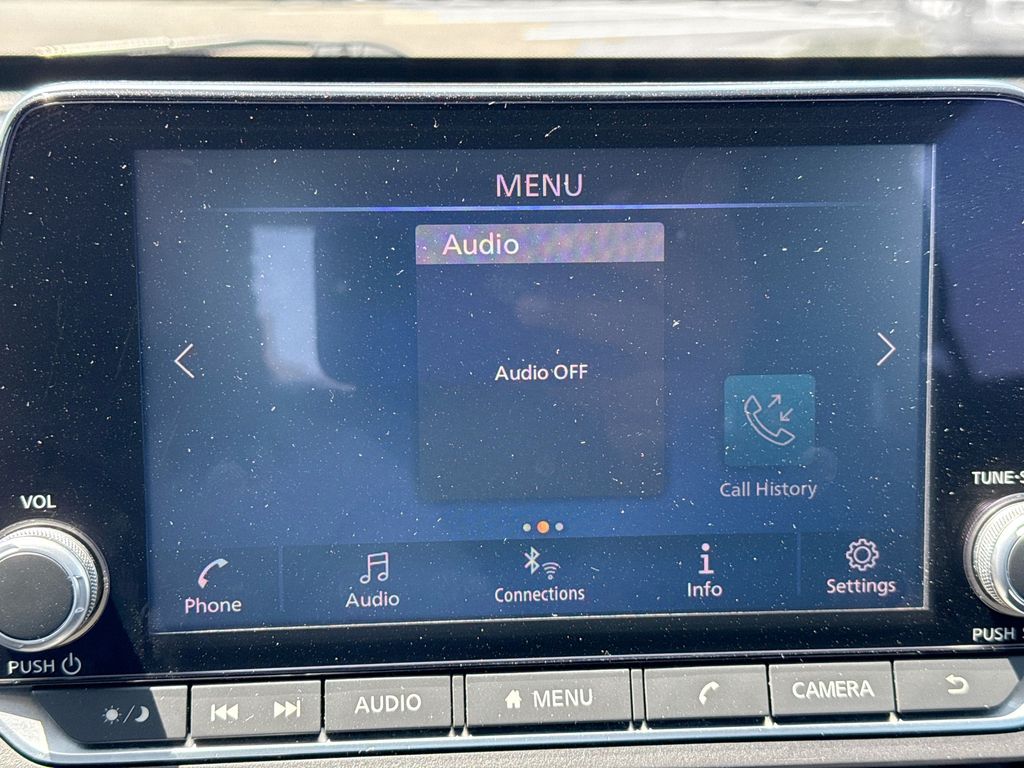 MENU
Audio
Audio OFF
Call History
VOL
TUNE-S
Phone
Audio
Connections
Info
Settings
PUSH
PUSH
AUDIO
MENU
CAMERA